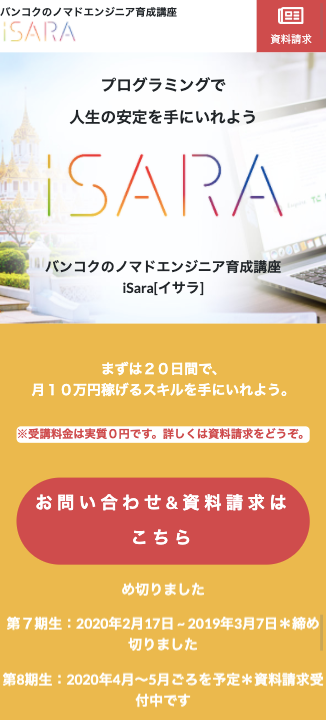 バンコクのノマドエンジニア育成講座
iSARA
資料請求
プログラミングで
人生の安定を手にいれよう
iSARA
バンコクのノマドエンジニア育成講座
iSara[イサラ]
まずは２０日間で、
月１０万円稼げるスキルを手にいれよう。
※受講料金は実質０円です。詳しくは資料請求をどうぞ。
お問い合わせ&資料請求は
こちら
め切りました
第７期生：2020年2月17日 ~ 2019年3月7日＊締め
切りました
第8期生：2020年4月〜5月ごろを予定＊資料請求受
付中です